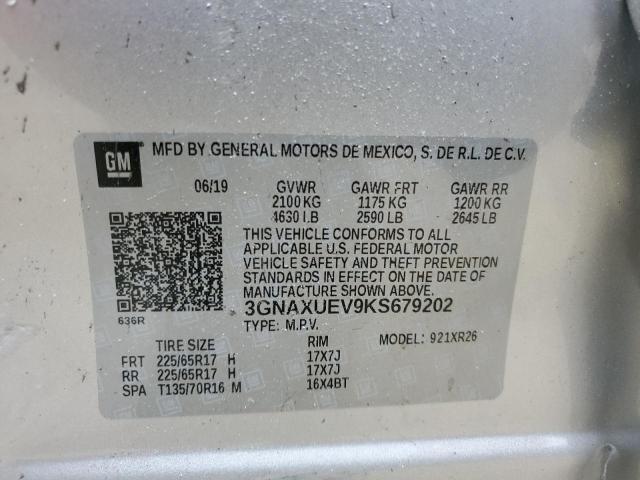 GM MFD BY GENERAL MOTORS DE MEXICO, S. DE R.L. DE C.V.
06/19 GVWR GAWR FRT GAWR RR
2100 KG 1175 KG 1200 KG
4630 LB 2590 LB 2645 LB
THIS VEHICLE CONFORMS TO ALL
APPLICABLE U.S. FEDERAL MOTOR
VEHICLE SAFETY AND THEFT PREVENTION
STANDARDS IN EFFECT ON THE DATE OF
MANUFACTURE SHOWN ABOVE.
3GNAXUEV9KS679202
636R
TYPE: M.P.V. MODEL: 921XR26
TIRE SIZE RIM
FRT 225/65R17 H 17X7J
RR 225/65R17 H 17X7J
SPA T135/70R16 M 16X4BT